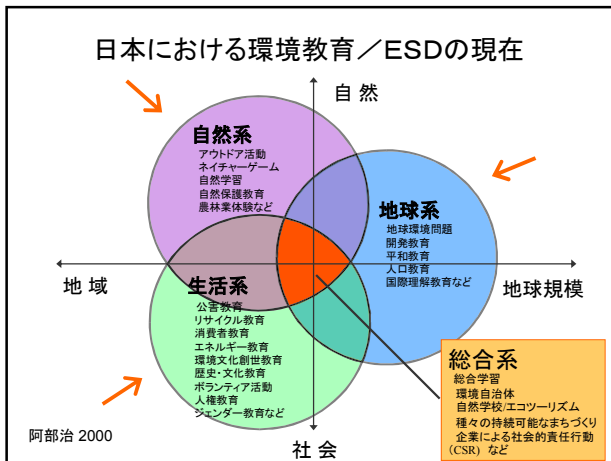 日本における環境教育／ESDの現在
自 然
自然系
アウトドア活動
ネイチャーゲーム
自然学習
自然保護教育
農林業体験など
地球系
地球環境問題
開発教育
平和教育
人口教育
国際理解教育など
地 域
地球規模
生活系
公害教育
リサイクル教育
消費者教育
エネルギー教育
環境文化創世教育
歴史・文化教育
ボランティア活動
人権教育
ジェンダー教育など
総合系
総合学習
環境自治体
自然学校/エコツーリズム
種々の持続可能なまちづくり
企業による社会的責任行動
(CSR) など
阿部治 2000
社 会